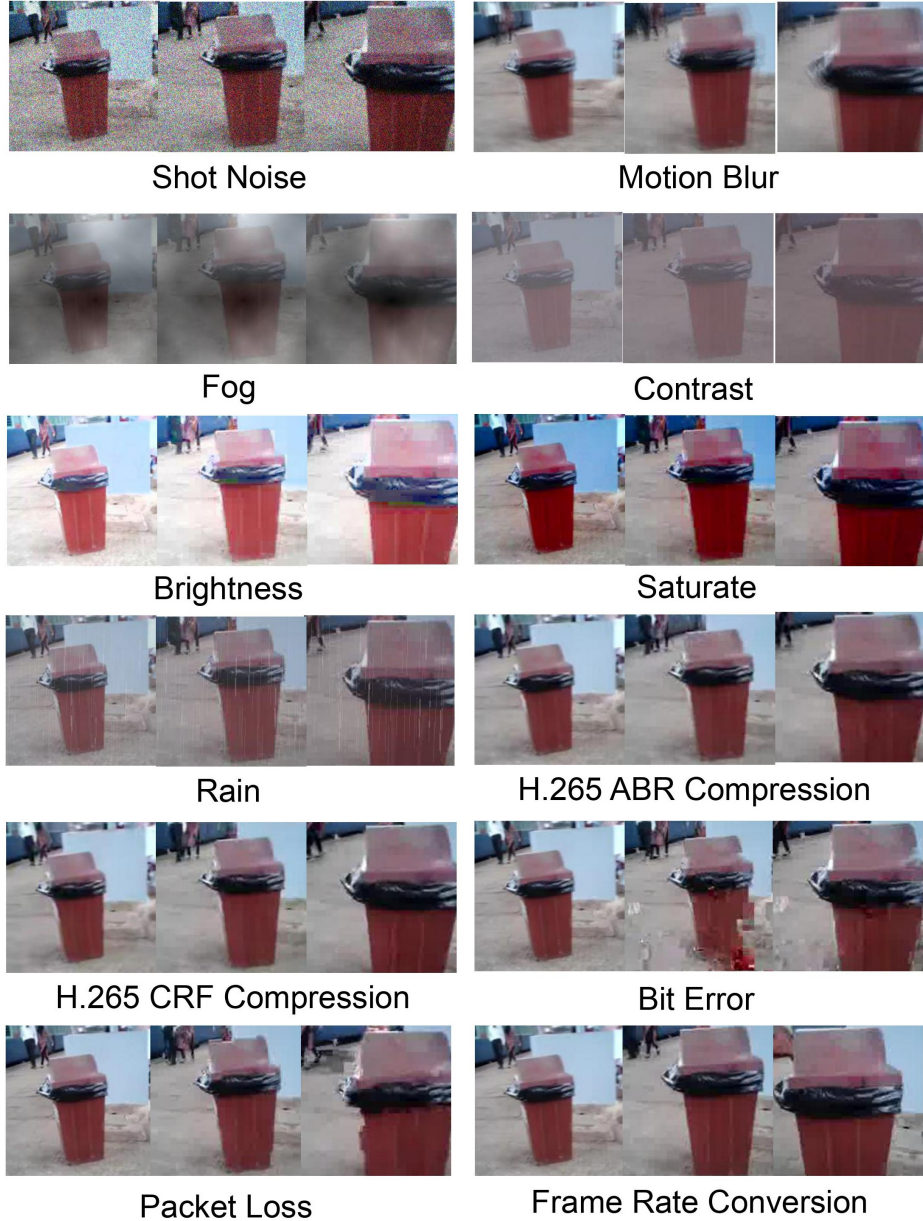 Shot Noise
Motion Blur
Fog
Contrast
Brightness
Saturate
Rain
H.265 ABR Compression
H.265 CRF Compression
Bit Error
Packet Loss
Frame Rate Conversion